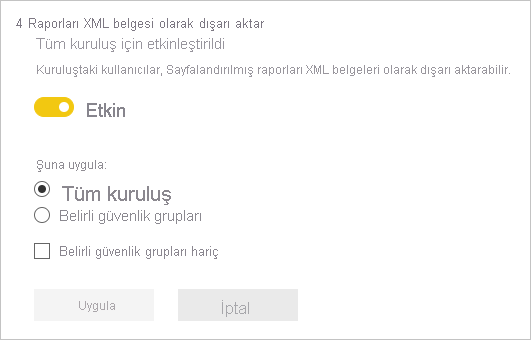 4 Raporları XML belgesi olarak dışarı aktar
Tüm kuruluş için etkinleştirildi
Kuruluştaki kullanıcılar, Sayfalandırılmış raporları XML belgeleri olarak dışarı aktarabilir.
Etkin
Şuna uygula:
Tüm kuruluş
Belirli güvenlik grupları
Belirli güvenlik grupları hariç
Uygula İptal